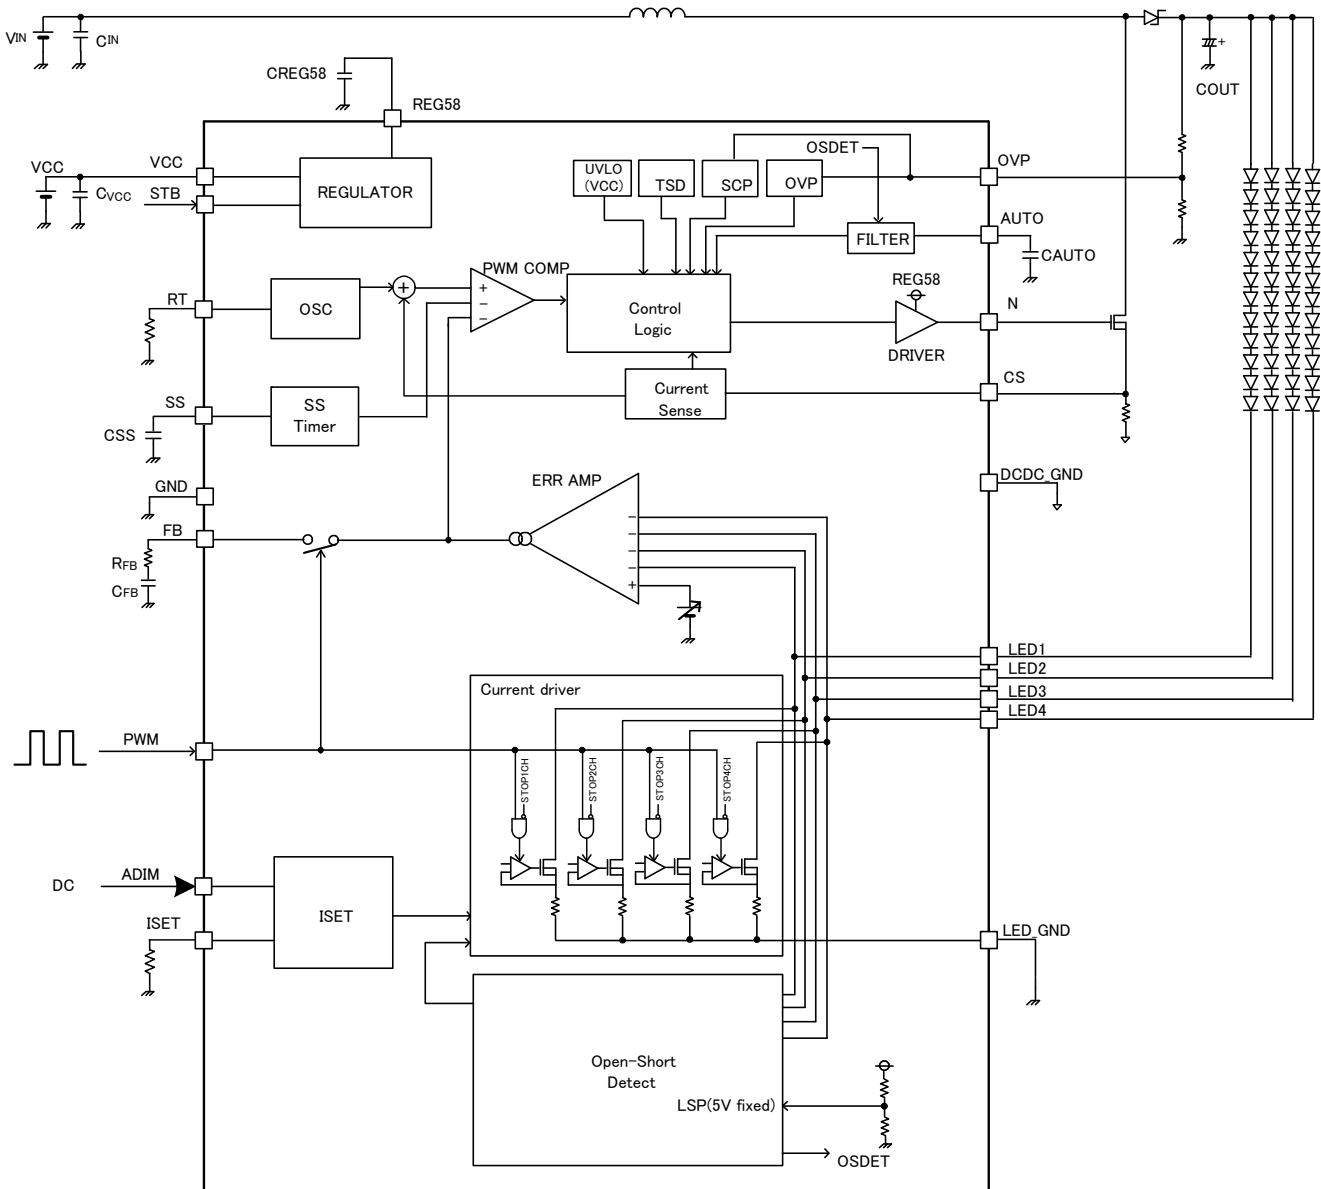 VIN
CIN
COUT
CREG58
REG58
VCC
VCC
CVCC
STB
REGULATOR
UVLO
(VCC)
TSD
SCP
OVP
OSDET
OVP
AUTO
CAUTO
FILTER
PWM COMP
RT
OSC
+
+
−
−
Control
Logic
REG58
DRIVER
N
CS
Current
Sense
SS
CSS
SS
Timer
GND
DCDC_GND
ERR AMP
FB
RFB
CFB
−
−
−
−
+
+
LED1
LED2
LED3
LED4
Current driver
PWM
STOP1CH
STOP2CH
STOP3CH
STOP4CH
DC
ADIM
ISET
ISET
LED_GND
Open-Short
Detect
LSP(5V fixed)
OSDET